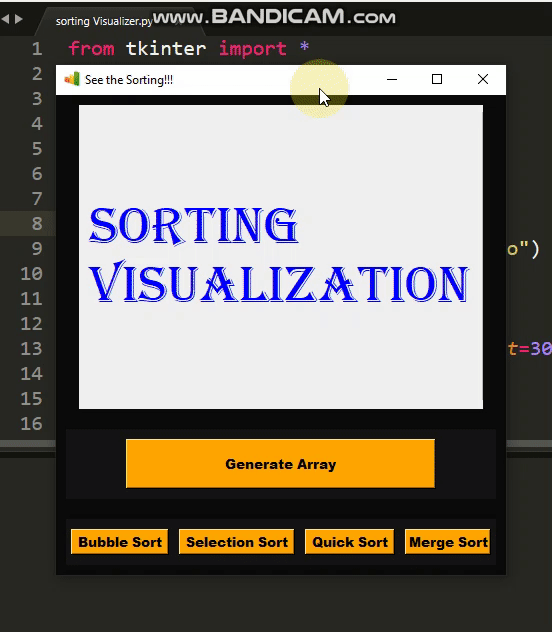 www.BANDICAM.com
sorting Visualizer.py
1 from tkinter import *
2 See the Sorting!!!
3
4
5
6
7
8
9 o")
10
11
12
13 t=30
14
15
16
SORTING
VISUALIZATION
Generate Array
Bubble Sort Selection Sort Quick Sort Merge Sort